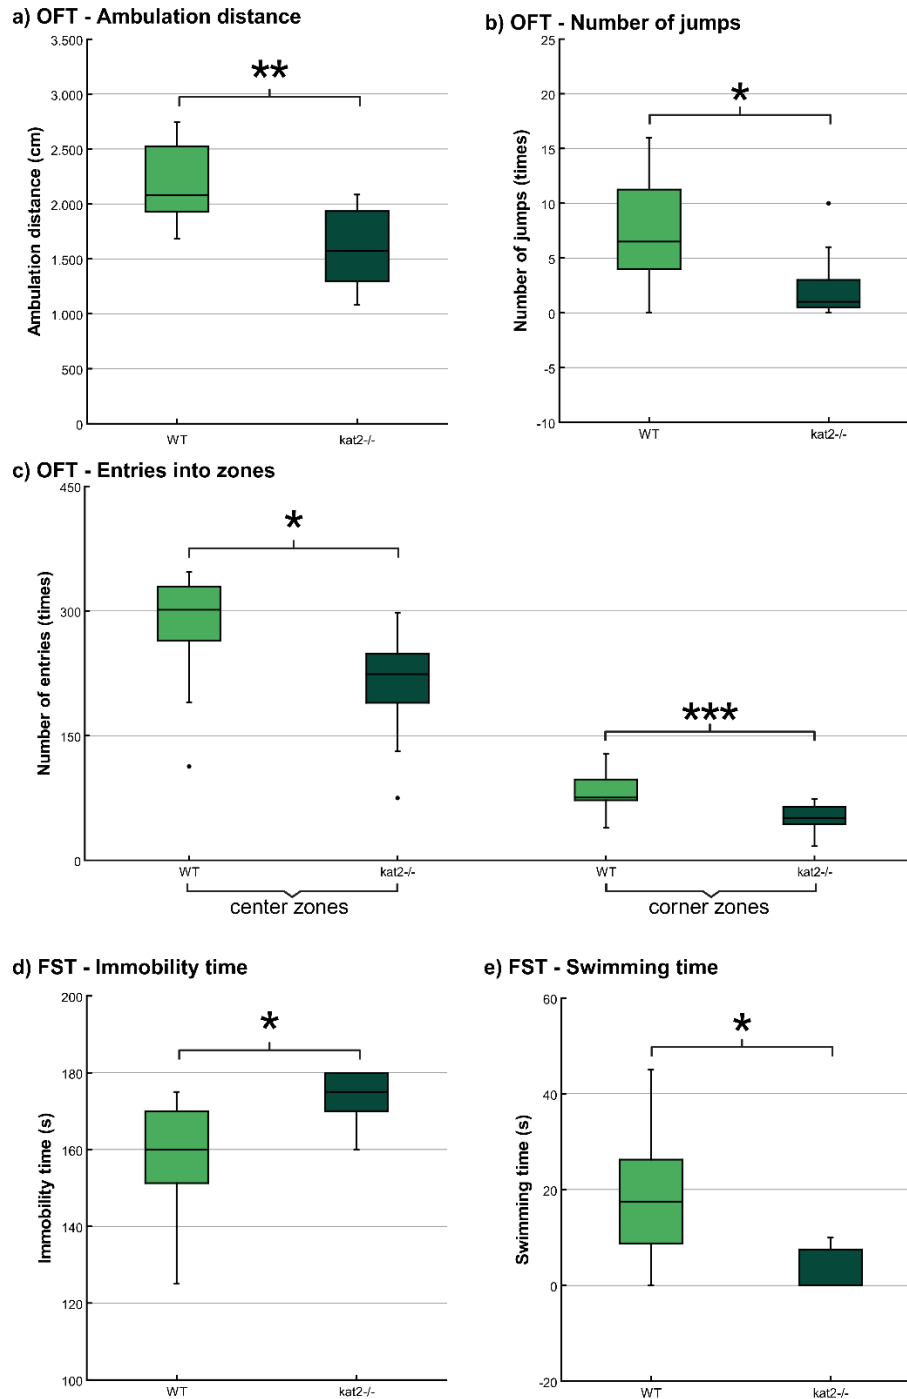 a) OFT - Ambulation distance
3.500
3.000
2.500
2.000
1.500
1.000
500
0
Ambulation distance (cm)
**
WT
kat2-/-
b) OFT - Number of jumps
25
20
15
10
5
0
-5
-10
Number of jumps (times)
*
WT
kat2-/-
c) OFT - Entries into zones
450
300
150
0
Number of entries (times)
*
***
WT
kat2-/-
WT
kat2-/-
center zones
corner zones
d) FST - Immobility time
200
180
160
140
120
100
Immobility time (s)
*
WT
kat2-/-
e) FST - Swimming time
60
40
20
0
-20
Swimming time (s)
*
WT
kat2-/-